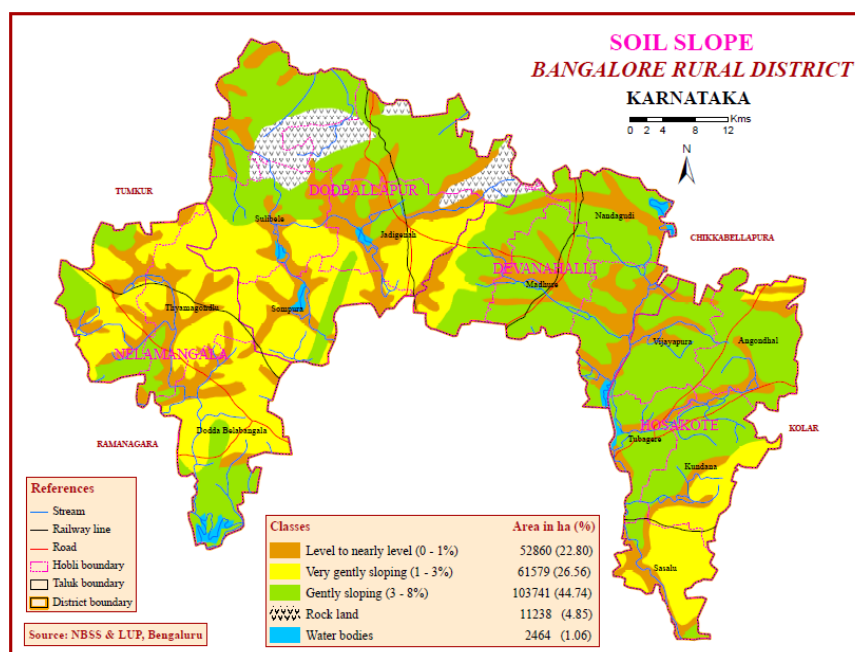 SOIL SLOPE
BANGALORE RURAL DISTRICT
KARNATAKA
0 2 4 8 12 Kms
N
TUMKUR
DODBALLAPUR
Sulibele
Jadigenah
Nandagudi
CHIKKABELLAPURA
DEVANAHALLI
Madhure
Thyamagondlu
Sompura
NELAMANGALA
Vijayapura
Angondhal
RAMANAGARA
Dodda Belabangala
HOSAKOTE
KOLAR
Tubagere
Kundana
Sasalu
References
Stream
Railway line
Road
Hobli boundary
Taluk boundary
District boundary
Classes Area in ha (%)
Level to nearly level (0 - 1%) 52860 (22.80)
Very gently sloping (1 - 3%) 61579 (26.56)
Gently sloping (3 - 8%) 103741 (44.74)
Rock land 11238 (4.85)
Water bodies 2464 (1.06)
Source: NBSS & LUP, Bengaluru